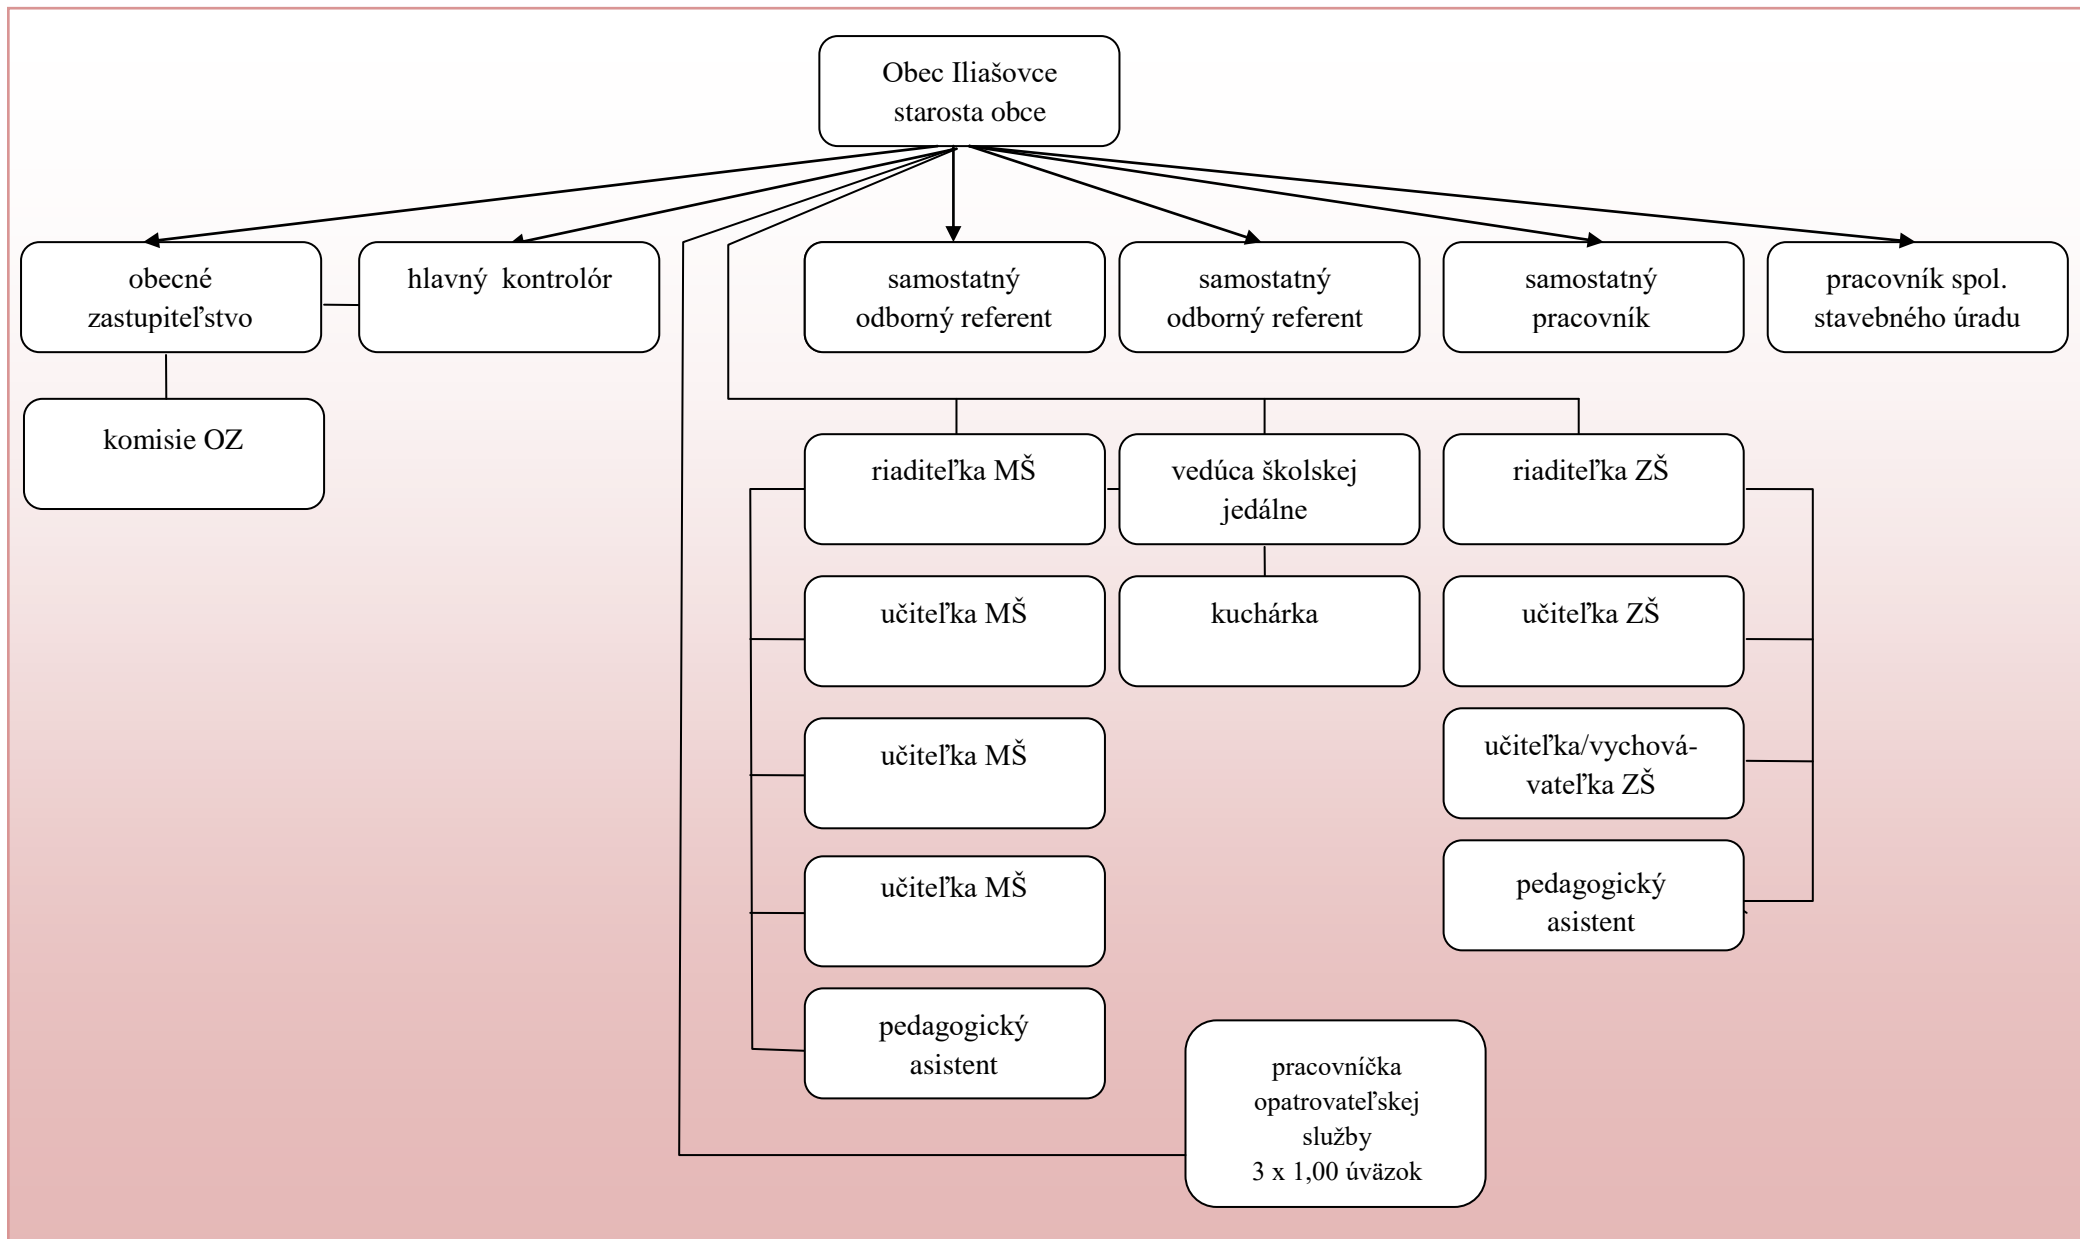 Obec Iliašovce
starosta obce
obecné
zastupiteľstvo
hlavný  kontrolór
samostatný
odborný referent
samostatný
odborný referent
samostatný
pracovník
pracovník spol.
stavebného úradu
komisie OZ
riaditeľka MŠ
vedúca školskej
jedálne
riaditeľka ZŠ
učiteľka MŠ
kuchárka
učiteľka ZŠ
učiteľka MŠ
učiteľka/vychová-
vateľka ZŠ
učiteľka MŠ
pedagogický
asistent
pedagogický
asistent
pracovníčka
opatrovateľskej
služby
3 x 1,00 úväzok